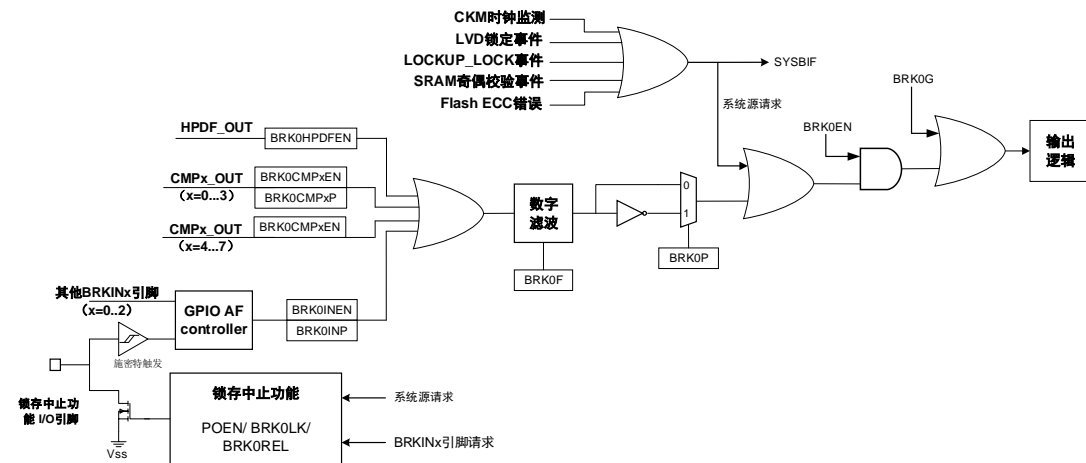 CKM时钟监测
LVD锁定事件
LOCKUP_LOCK事件
SRAM奇偶校验事件
Flash ECC错误
SYSBIF
系统源请求
BRK0G
BRK0EN
输出
逻辑
HPDF_OUT
BRK0HPDFEN
CMPx_OUT
（x=0...3）
BRK0CMPxEN
BRK0CMPxP
CMPx_OUT
（x=4...7）
BRK0CMPxEN
数字
滤波
BRK0F
0
1
BRK0P
其他BRKINx引脚
（x=0..2）
GPIO AF
controller
BRK0INEN
BRK0INP
施密特触发
锁存中止功
能 I/O引脚
Vss
锁存中止功能
POEN/ BRK0LK/
BRK0REL
系统源请求
BRKINx引脚请求